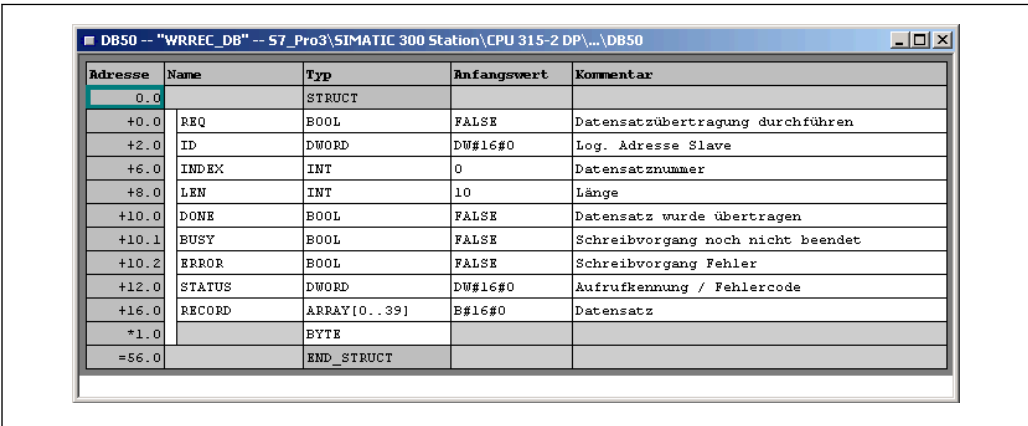 DB50 -- "WRREC_DB" -- S7_Pro3\SIMATIC 300 Station\CPU 315-2 DP\...\DB50
Adresse Name Typ Anfangswert Kommentar
0.0 STRUCT
+0.0 REQ BOOL FALSE Datensatzübertragung durchführen
+2.0 ID DWORD DW#16#0 Log. Adresse Slave
+6.0 INDEX INT 0 Datensatznummer
+8.0 LEN INT 10 Länge
+10.0 DONE BOOL FALSE Datensatz wurde übertragen
+10.1 BUSY BOOL FALSE Schreibvorgang noch nicht beendet
+10.2 ERROR BOOL FALSE Schreibvorgang Fehler
+12.0 STATUS DWORD DW#16#0 Aufrufkennung / Fehlercode
+16.0 RECORD ARRAY[0..39] B#16#0 Datensatz
*1.0 BYTE
=56.0 END_STRUCT